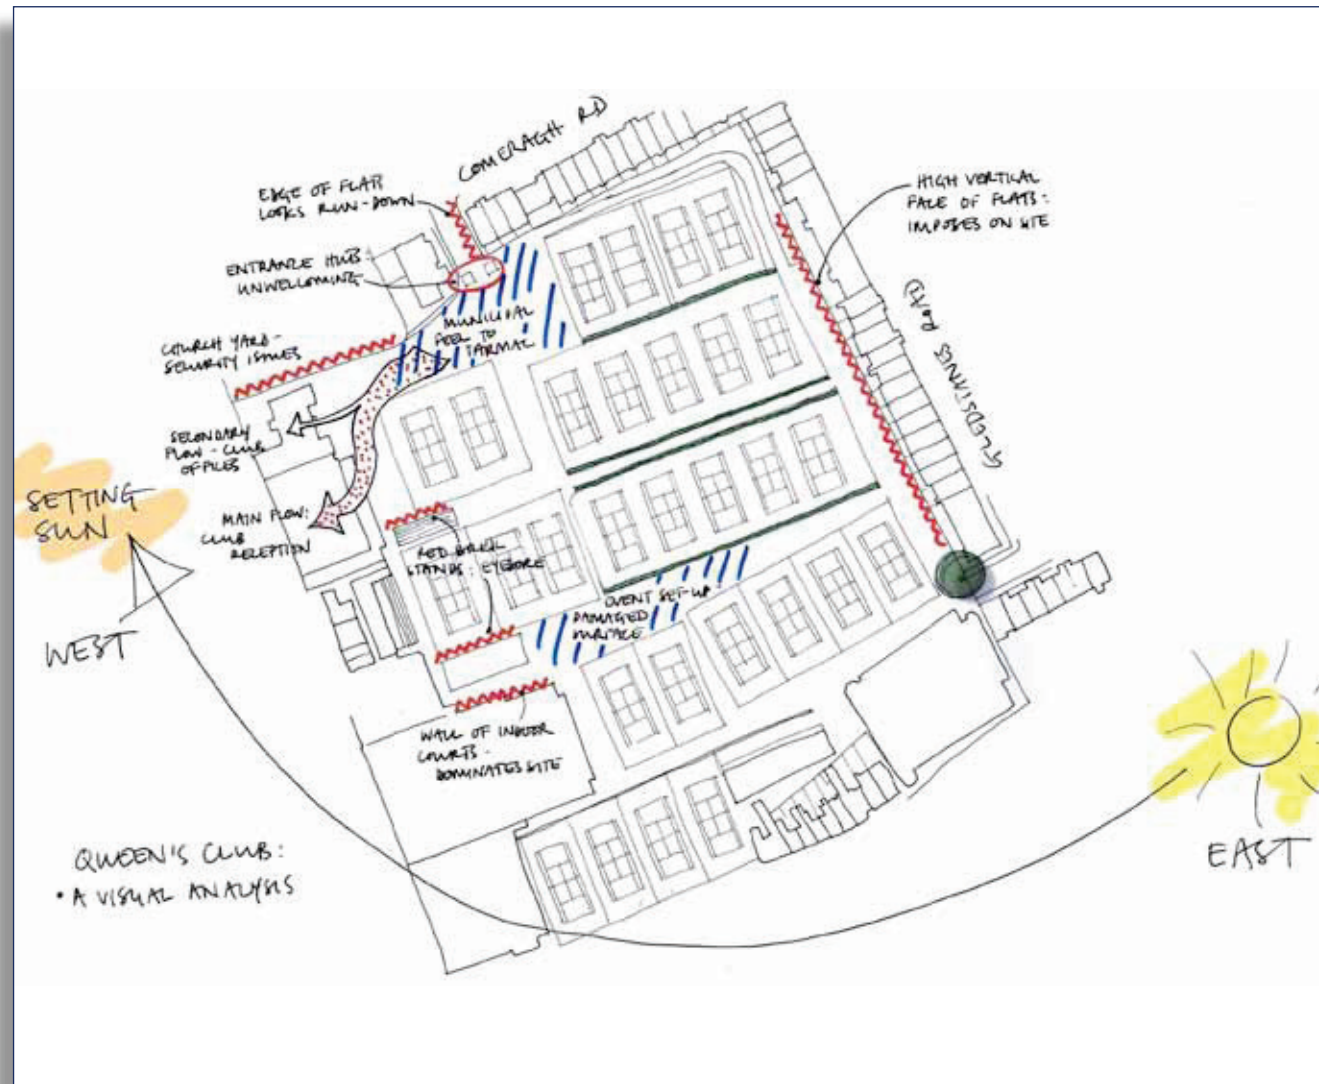 COMERAGH RD
EDGE OF FLATS
LOOKS RUN-DOWN
ENTRANCE HUB:
UNWELCOMING
CHURCH YARD-
SECURITY ISSUES
MUNICIPAL
FEEL TO
TARMAC
HIGH VERTICAL
FACE OF FLATS:
IMPOSES ON SITE
GLEDSTANES ROAD
SECONDARY
FLOW - CLUB
OFFICES
SETTING
SUN
MAIN FLOW:
CLUB
RECEPTION
RED BRICK
STANDS: EYESORE
EVENT SET-UP
DAMAGED
SURFACE
WEST
WALL OF INDOOR
COURTS -
DOMINATES SITE
EAST
QUEEN'S CLUB:
• A VISUAL ANALYSIS